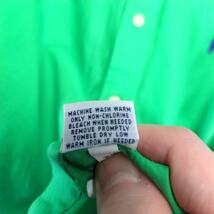 MACHINE WASH WARM
ONLY NON-CHLORINE
BLEACH WHEN NEEDED
REMOVE PROMPTLY
TUMBLE DRY LOW
WARM IRON IF NEEDED